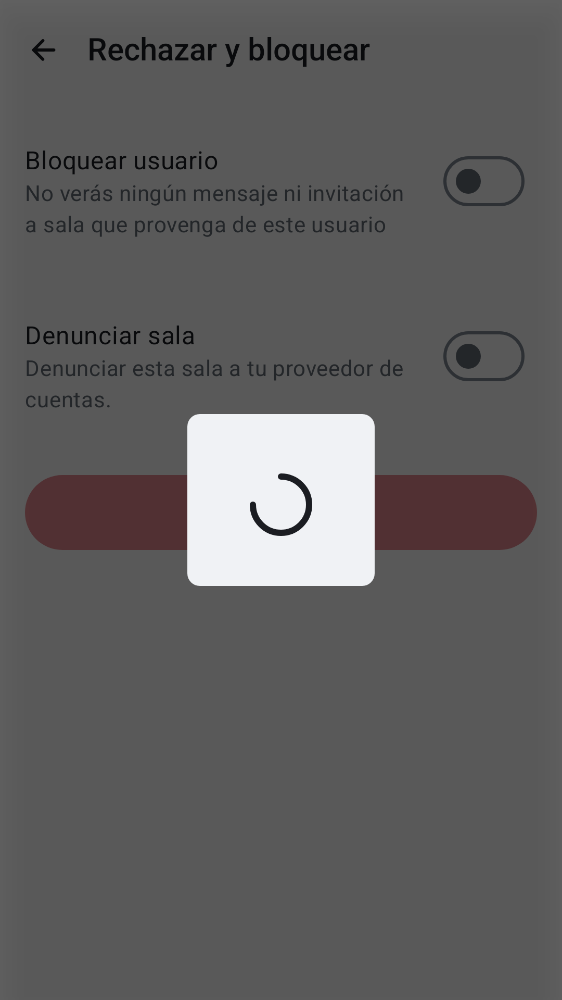 Rechazar y bloquear
Bloquear usuario
No verás ningún mensaje ni invitación
a sala que provenga de este usuario
Denunciar sala
Denunciar esta sala a tu proveedor de
cuentas.